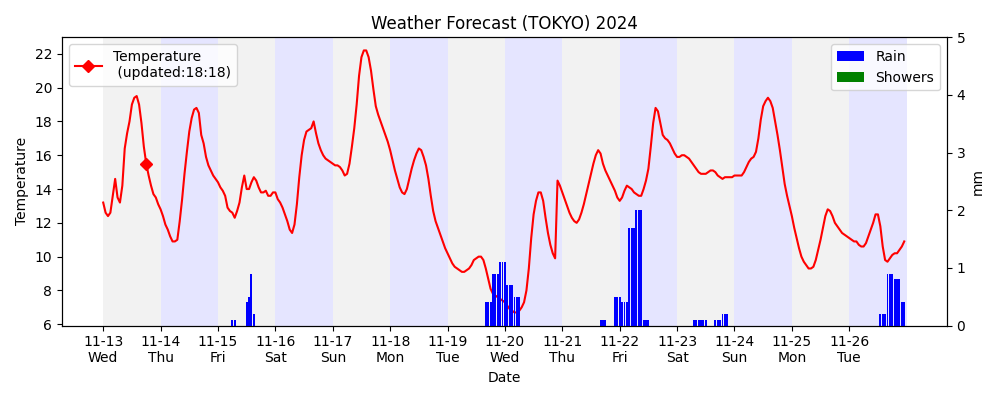 Weather Forecast (TOKYO) 2024
Temperature
(updated:18:18)
Rain
Showers
Temperature
22
20
18
16
14
12
10
8
6
5
4
3
2
1
0
mm
11-13 11-14 11-15 11-16 11-17 11-18 11-19 11-20 11-21 11-22 11-23 11-24 11-25 11-26
Wed Thu Fri Sat Sun Mon Tue Wed Thu Fri Sat Sun Mon Tue
Date